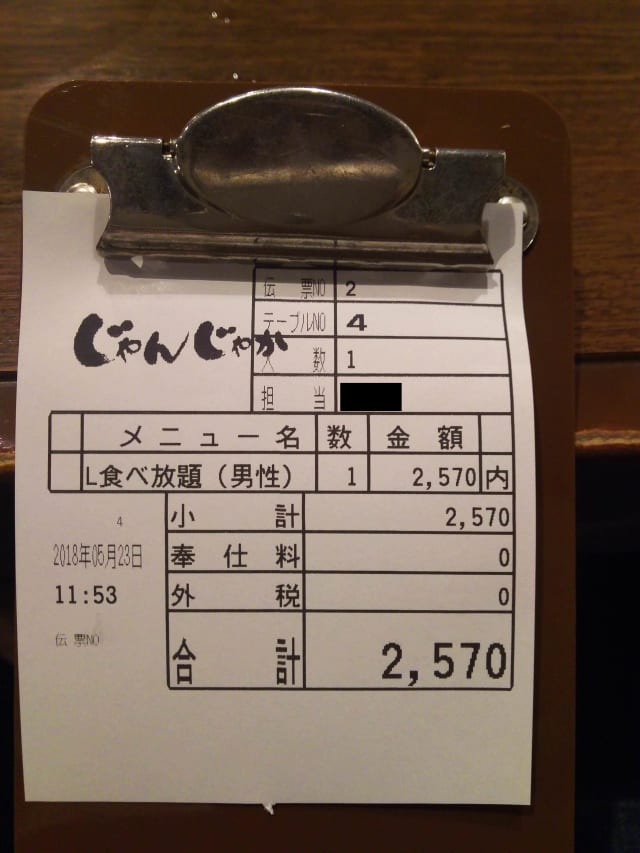 伝票NO 2
じゃんじゃか
テーブルNO 4
人数 1
担当
メニュー名 数 金額
L食べ放題（男性） 1 2,570 内
小計 2,570
4
2018年05月23日
奉仕料 0
11:53
外税 0
伝票NO
合計 2,570